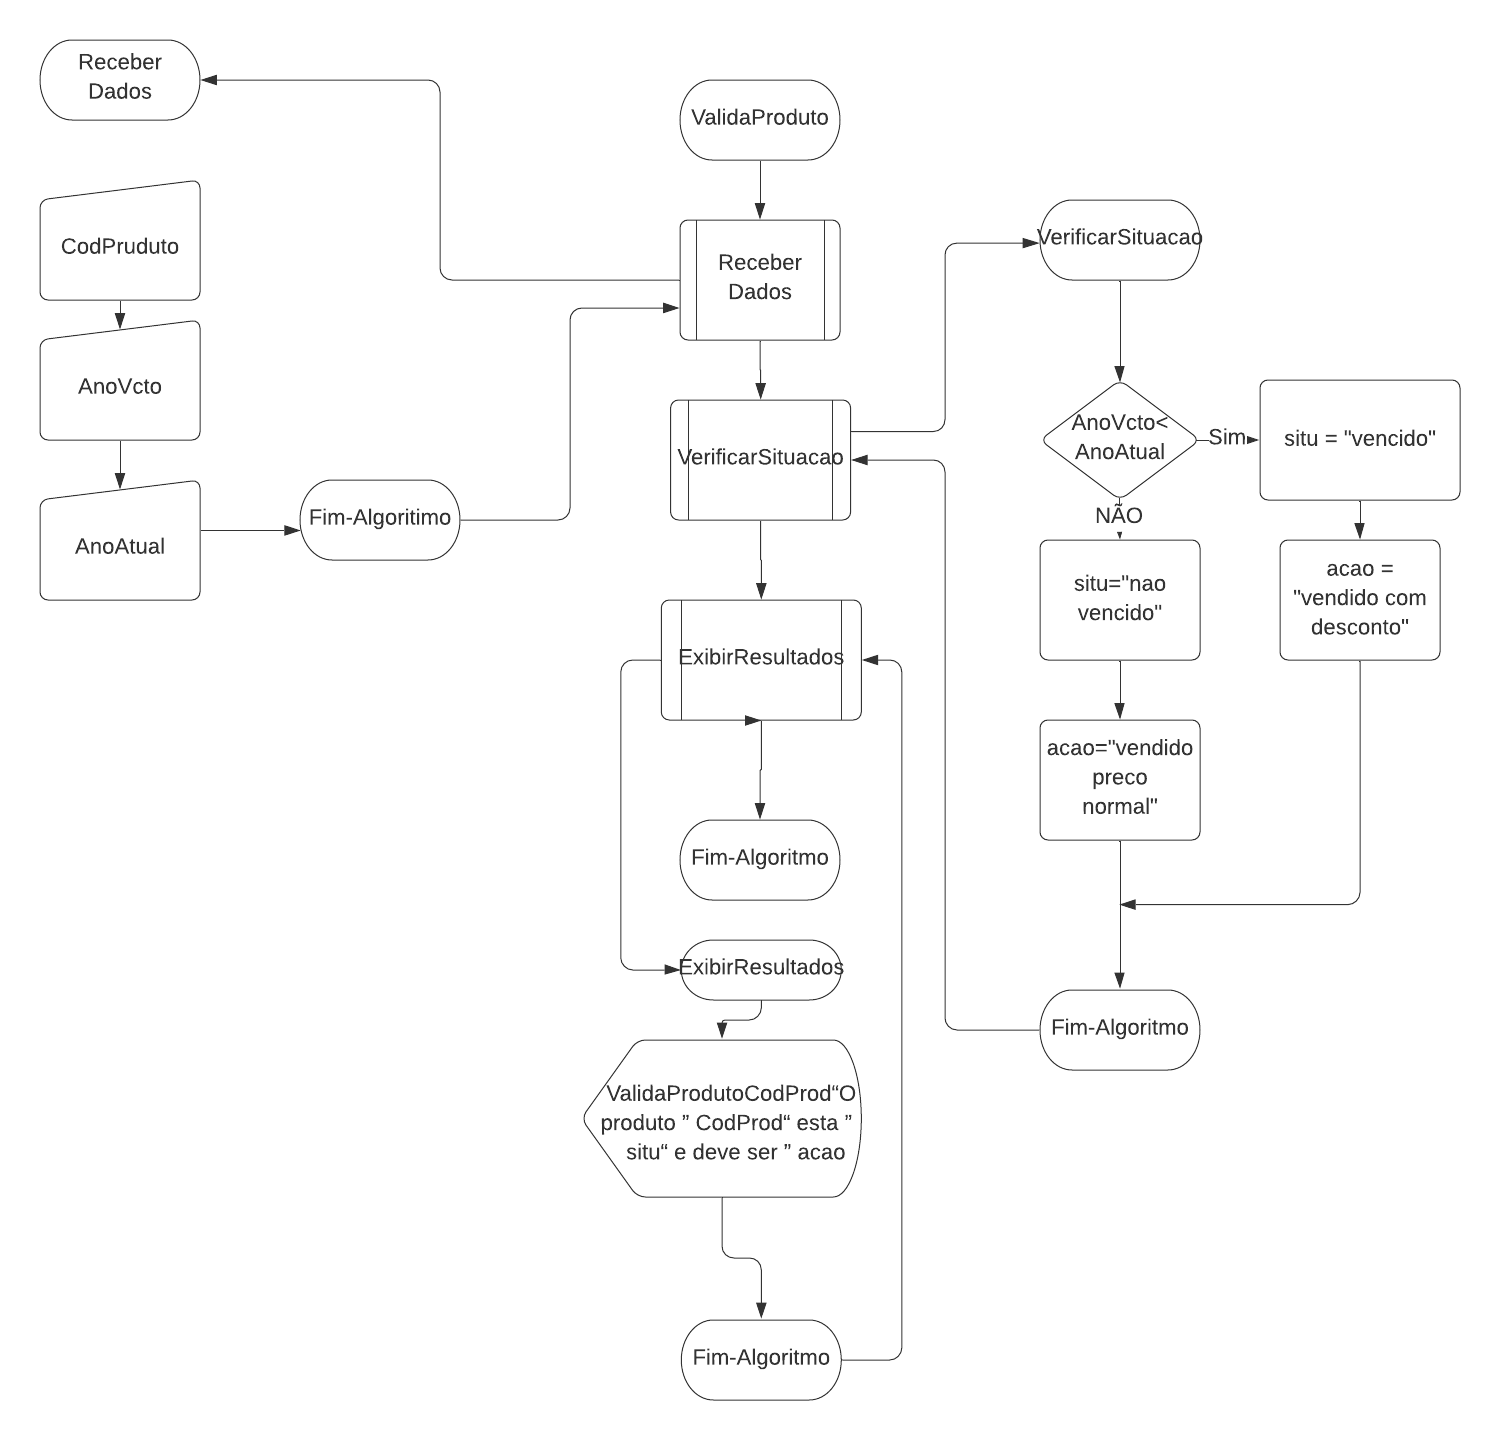 Receber
Dados
CodPruduto
AnoVcto
AnoAtual
Fim-Algoritimo
ValidaProduto
Receber
Dados
VerificarSituacao
ExibirResultados
Fim-Algoritmo
ExibirResultados
ValidaProdutoCodProd“O
produto ” CodProd“ esta ”
situ“ e deve ser ” acao
Fim-Algoritmo
VerificarSituacao
AnoVcto<
AnoAtual
Sim
situ = "vencido"
acao =
"vendido com
desconto"
NÃO
situ="nao
vencido"
acao="vendido
preco
normal"
Fim-Algoritmo